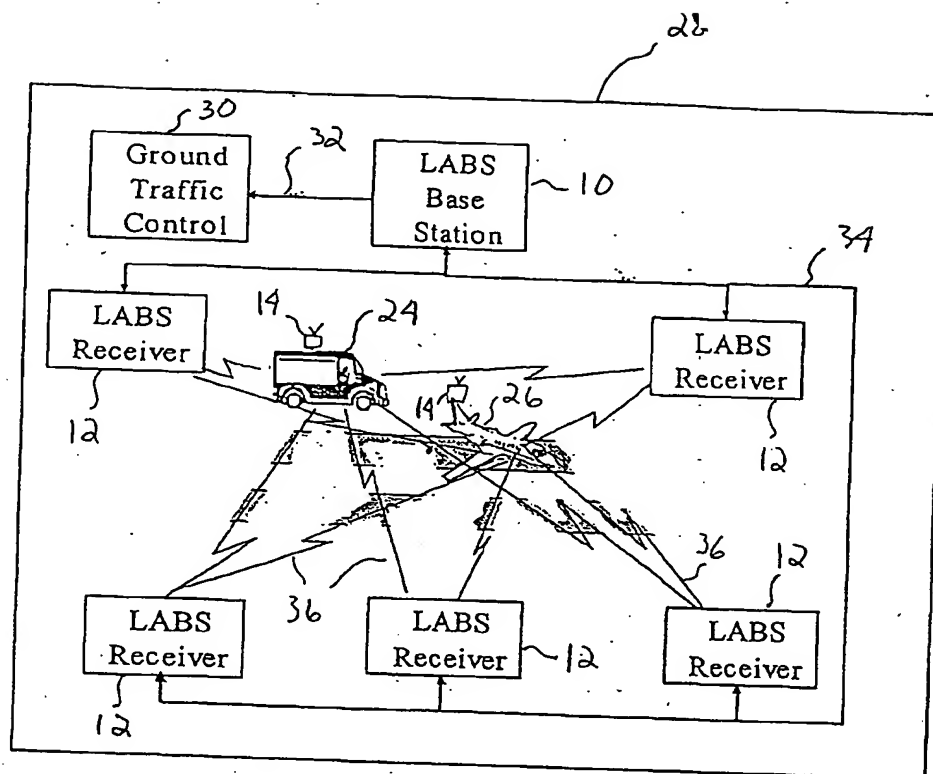 28
30
Ground
Traffic
Control
32
LABS
Base
Station
10
34
LABS
Receiver
12
14
24
14
26
LABS
Receiver
12
36
36
12
LABS
Receiver
12
LABS
Receiver
12
LABS
Receiver